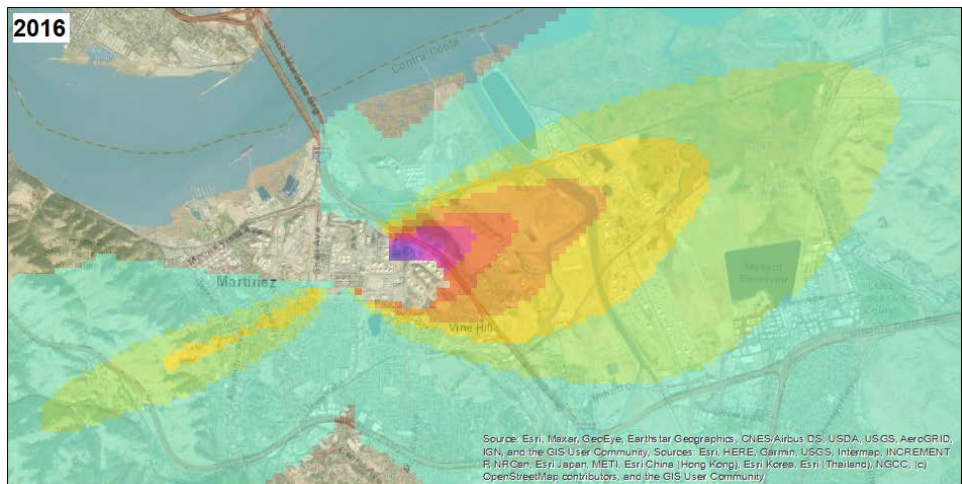 2016
Contra Costa
Martinez
Vine Hill
Source: Esri, Maxar, GeoEye, Earthstar Geographics, CNES/Airbus DS, USDA, USGS, AeroGRID,
IGN, and the GIS User Community, Sources: Esri, HERE, Garmin, USGS, Intermap, INCREMENT
P, NRCan, Esri Japan, METI, Esri China (Hong Kong), Esri Korea, Esri (Thailand), NGCC, (c)
OpenStreetMap contributors, and the GIS User Community